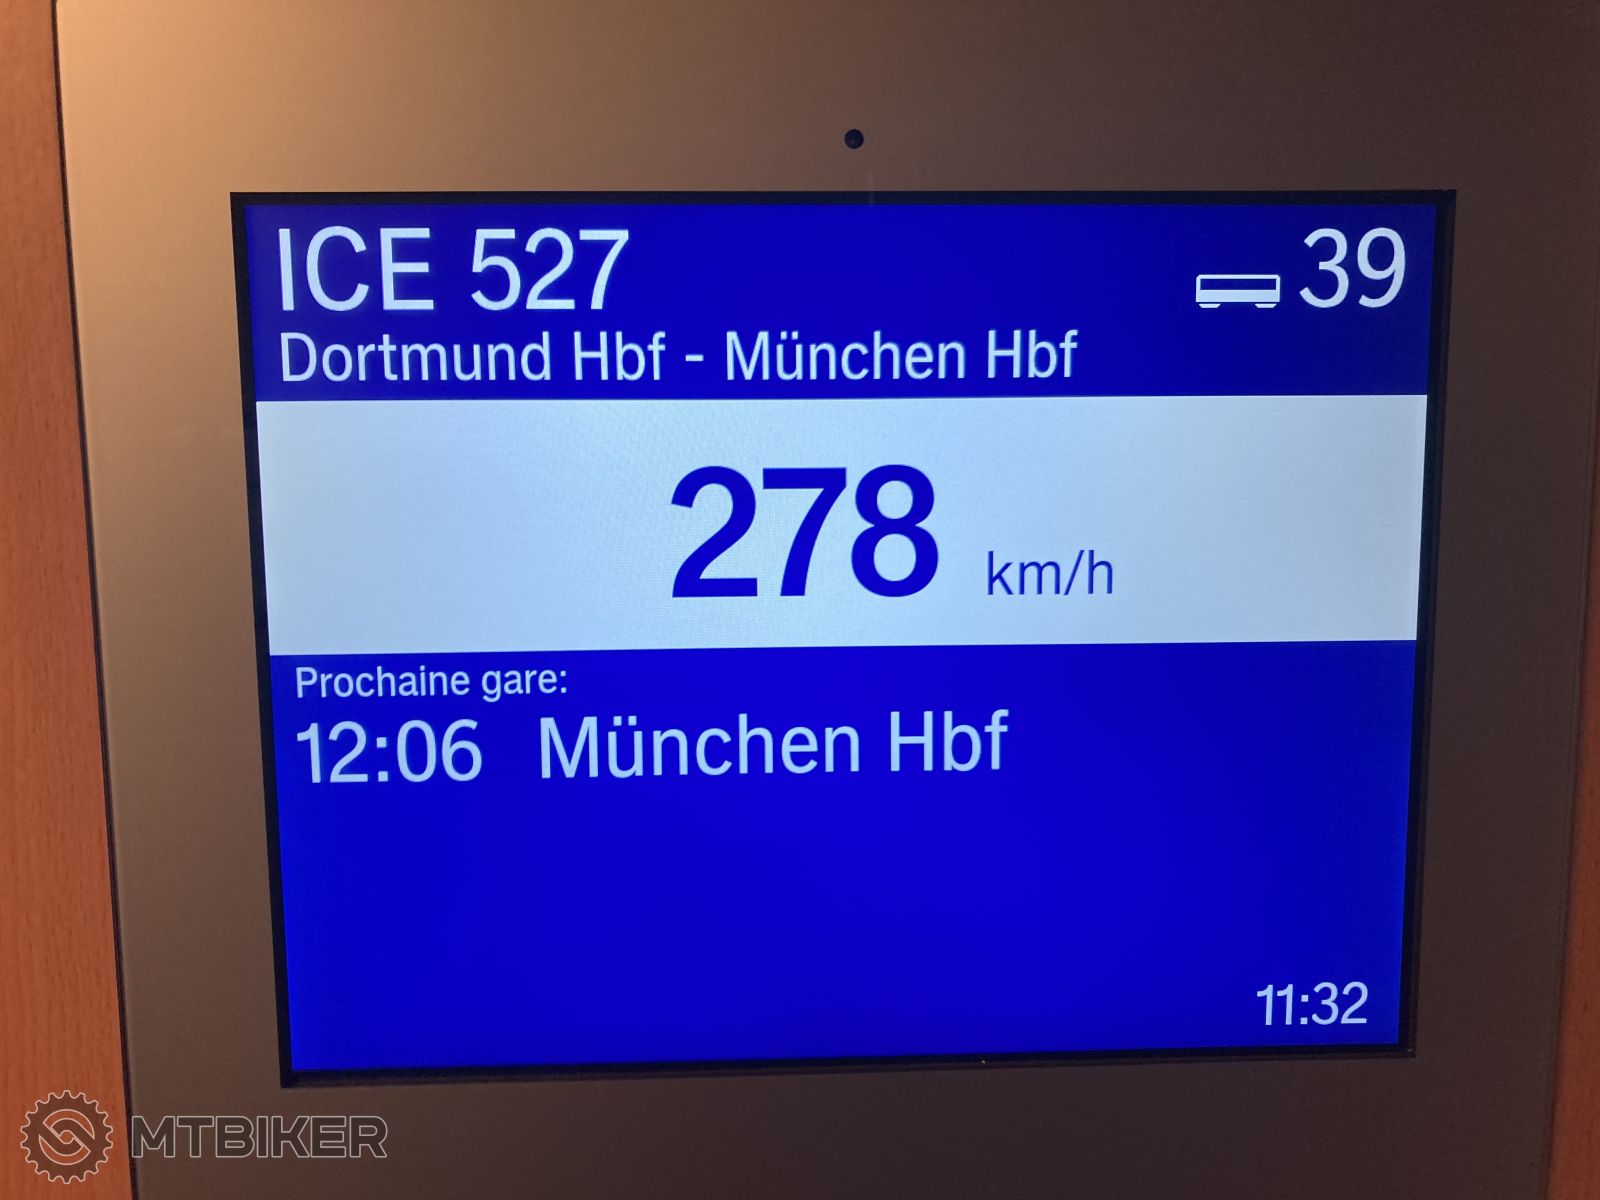 ICE 527
39
Dortmund Hbf - München Hbf
278 km/h
Prochaine gare:
12:06 München Hbf
11:32
MTBIKER